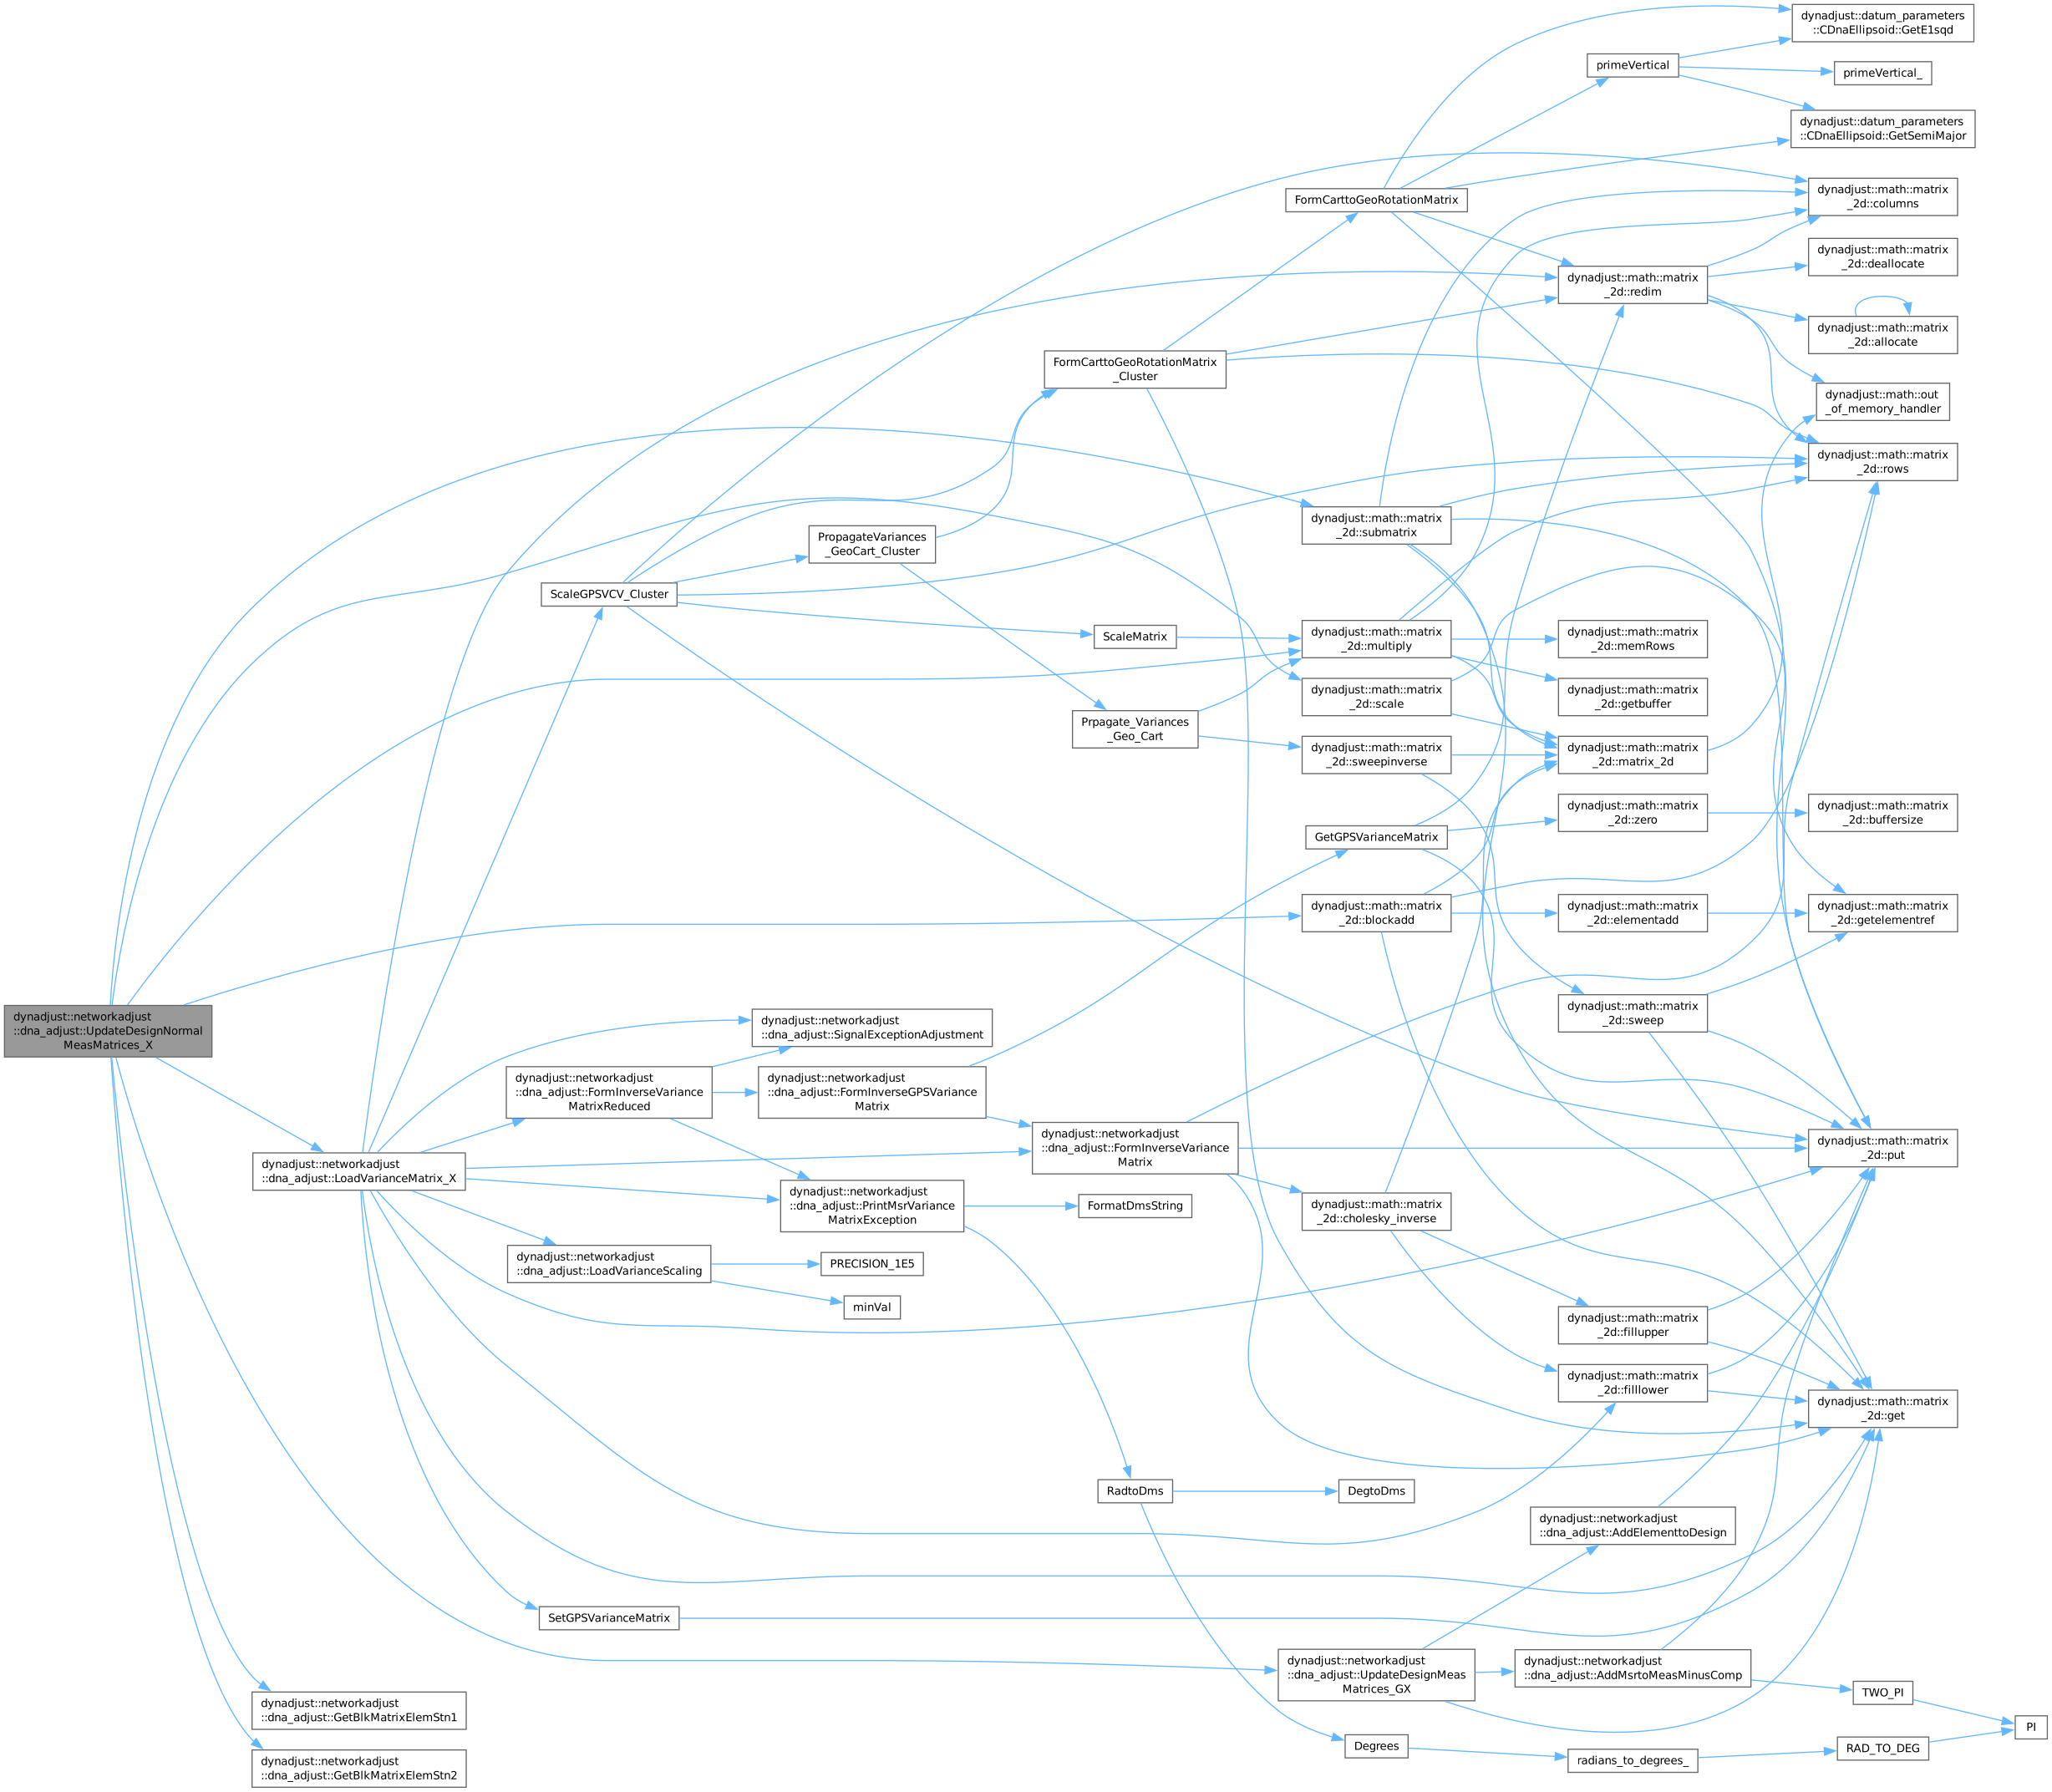 dynadjust::datum_parameters
::CDnaEllipsoid::GetE1sqd
primeVertical
primeVertical_
dynadjust::datum_parameters
::CDnaEllipsoid::GetSemiMajor
FormCarttoGeoRotationMatrix
dynadjust::math::matrix
_2d::columns
dynadjust::math::matrix
_2d::deallocate
dynadjust::math::matrix
_2d::redim
dynadjust::math::matrix
_2d::allocate
FormCarttoGeoRotationMatrix
_Cluster
dynadjust::math::out
_of_memory_handler
dynadjust::math::matrix
_2d::rows
dynadjust::math::matrix
_2d::submatrix
PropagateVariances
_GeoCart_Cluster
ScaleGPSVCV_Cluster
ScaleMatrix
dynadjust::math::matrix
_2d::multiply
dynadjust::math::matrix
_2d::memRows
dynadjust::math::matrix
_2d::scale
dynadjust::math::matrix
_2d::getbuffer
Prpagate_Variances
_Geo_Cart
dynadjust::math::matrix
_2d::sweepinverse
dynadjust::math::matrix
_2d::matrix_2d
GetGPSVarianceMatrix
dynadjust::math::matrix
_2d::zero
dynadjust::math::matrix
_2d::buffersize
dynadjust::math::matrix
_2d::blockadd
dynadjust::math::matrix
_2d::elementadd
dynadjust::math::matrix
_2d::getelementref
dynadjust::networkadjust
::dna_adjust::UpdateDesignNormal
MeasMatrices_X
dynadjust::networkadjust
::dna_adjust::SignalExceptionAdjustment
dynadjust::math::matrix
_2d::sweep
dynadjust::networkadjust
::dna_adjust::FormInverseVariance
MatrixReduced
dynadjust::networkadjust
::dna_adjust::FormInverseGPSVariance
Matrix
dynadjust::networkadjust
::dna_adjust::FormInverseVariance
Matrix
dynadjust::math::matrix
_2d::put
dynadjust::networkadjust
::dna_adjust::LoadVarianceMatrix_X
dynadjust::networkadjust
::dna_adjust::PrintMsrVariance
MatrixException
FormatDmsString
dynadjust::math::matrix
_2d::cholesky_inverse
dynadjust::networkadjust
::dna_adjust::LoadVarianceScaling
PRECISION_1E5
minVal
dynadjust::math::matrix
_2d::fillupper
dynadjust::math::matrix
_2d::filllower
dynadjust::math::matrix
_2d::get
RadtoDms
DegtoDms
dynadjust::networkadjust
::dna_adjust::AddElementtoDesign
SetGPSVarianceMatrix
dynadjust::networkadjust
::dna_adjust::UpdateDesignMeas
Matrices_GX
dynadjust::networkadjust
::dna_adjust::AddMsrtoMeasMinusComp
TWO_PI
PI
dynadjust::networkadjust
::dna_adjust::GetBlkMatrixElemStn1
Degrees
radians_to_degrees_
RAD_TO_DEG
dynadjust::networkadjust
::dna_adjust::GetBlkMatrixElemStn2